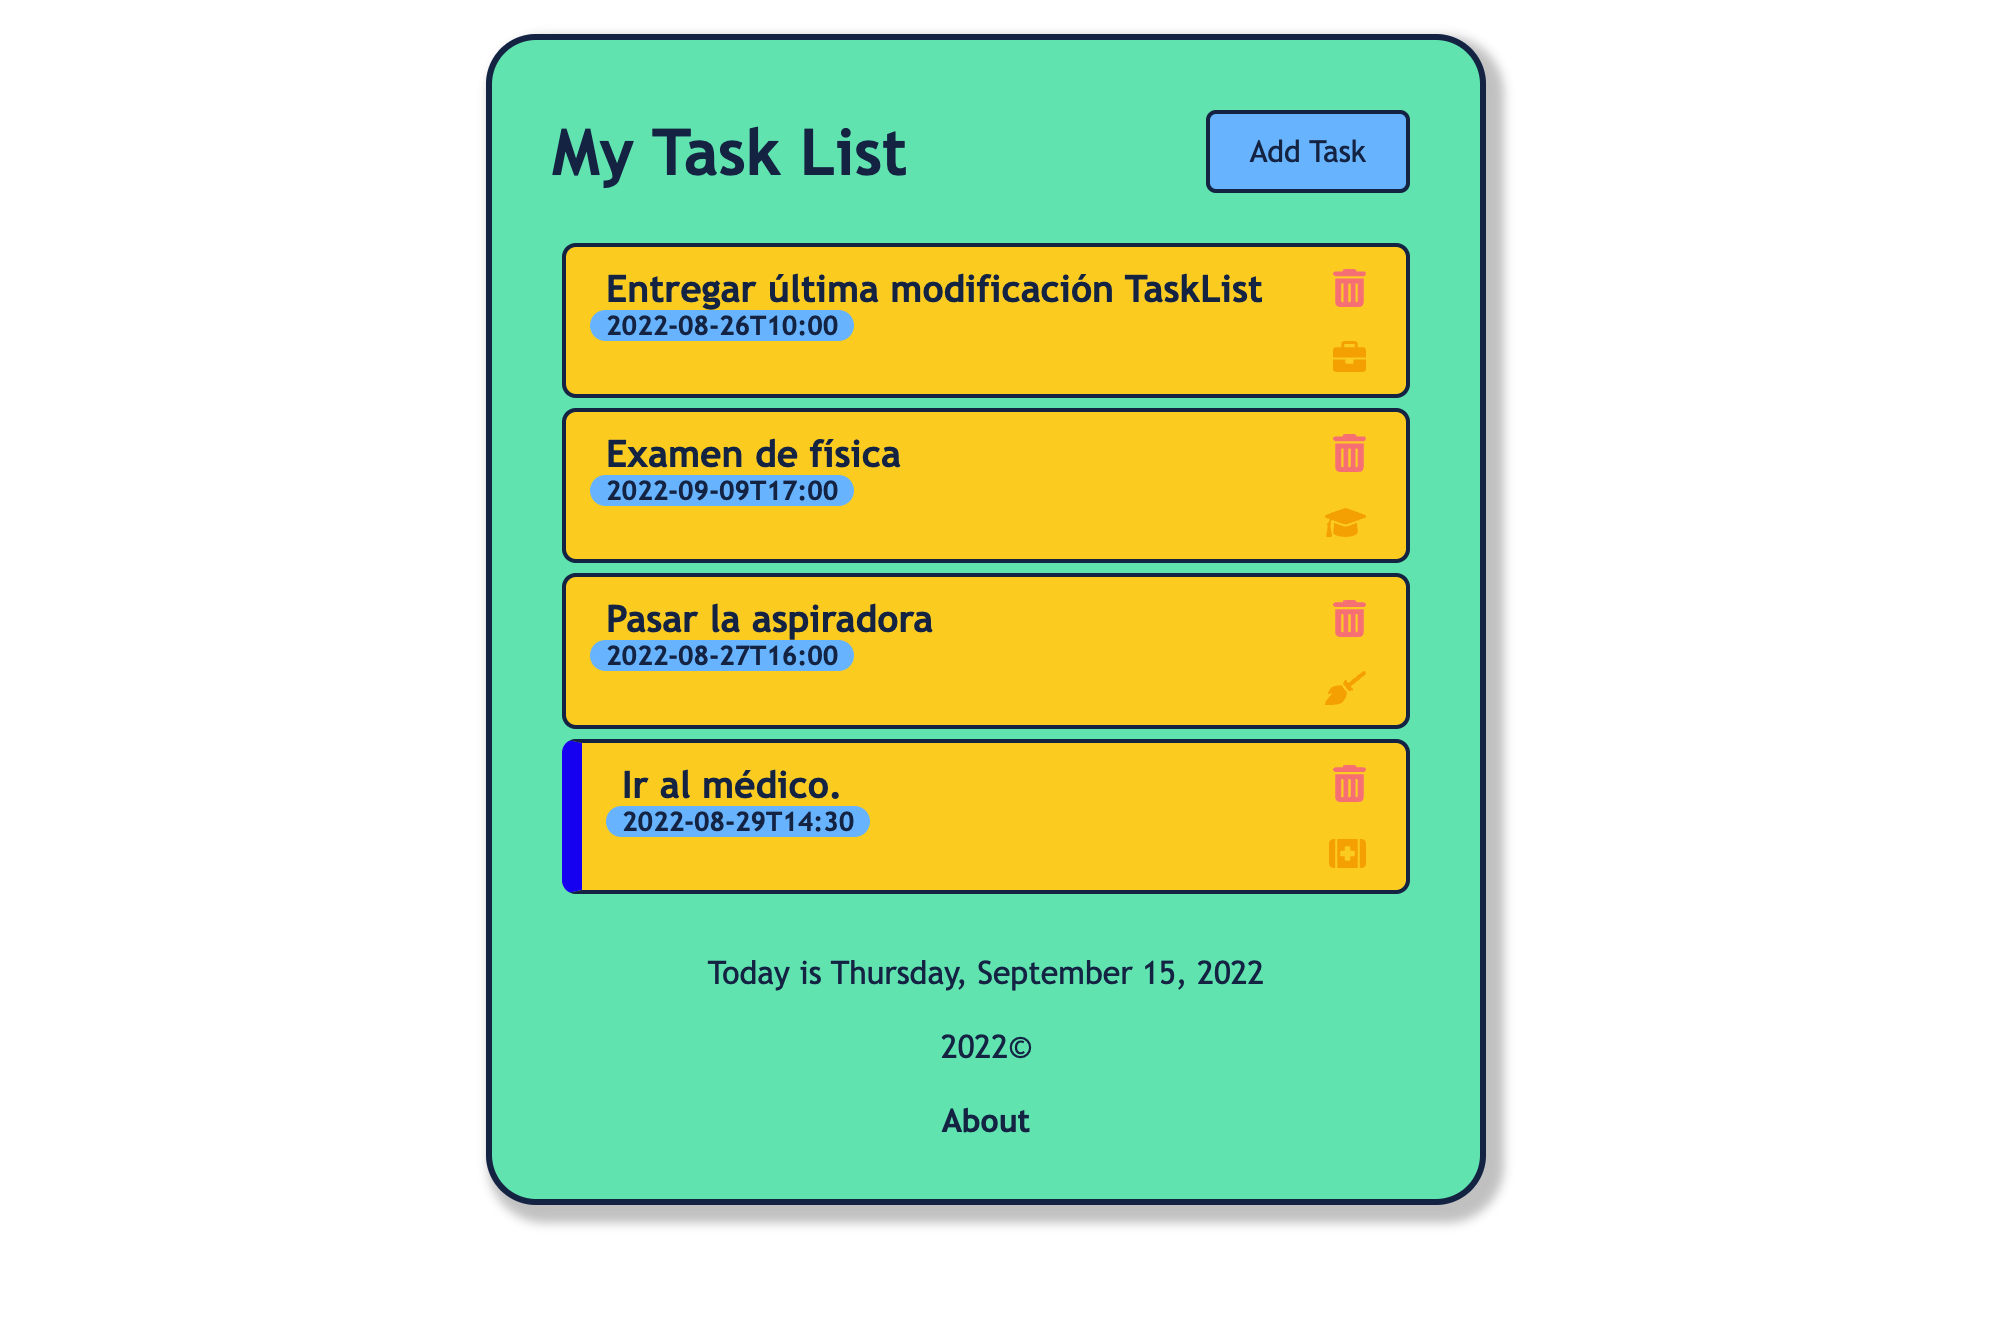 My Task List
Add Task
Entregar última modificación TaskList
2022-08-26T10:00
Examen de física
2022-09-09T17:00
Pasar la aspiradora
2022-08-27T16:00
Ir al médico.
2022-08-29T14:30
Today is Thursday, September 15, 2022
2022©
About